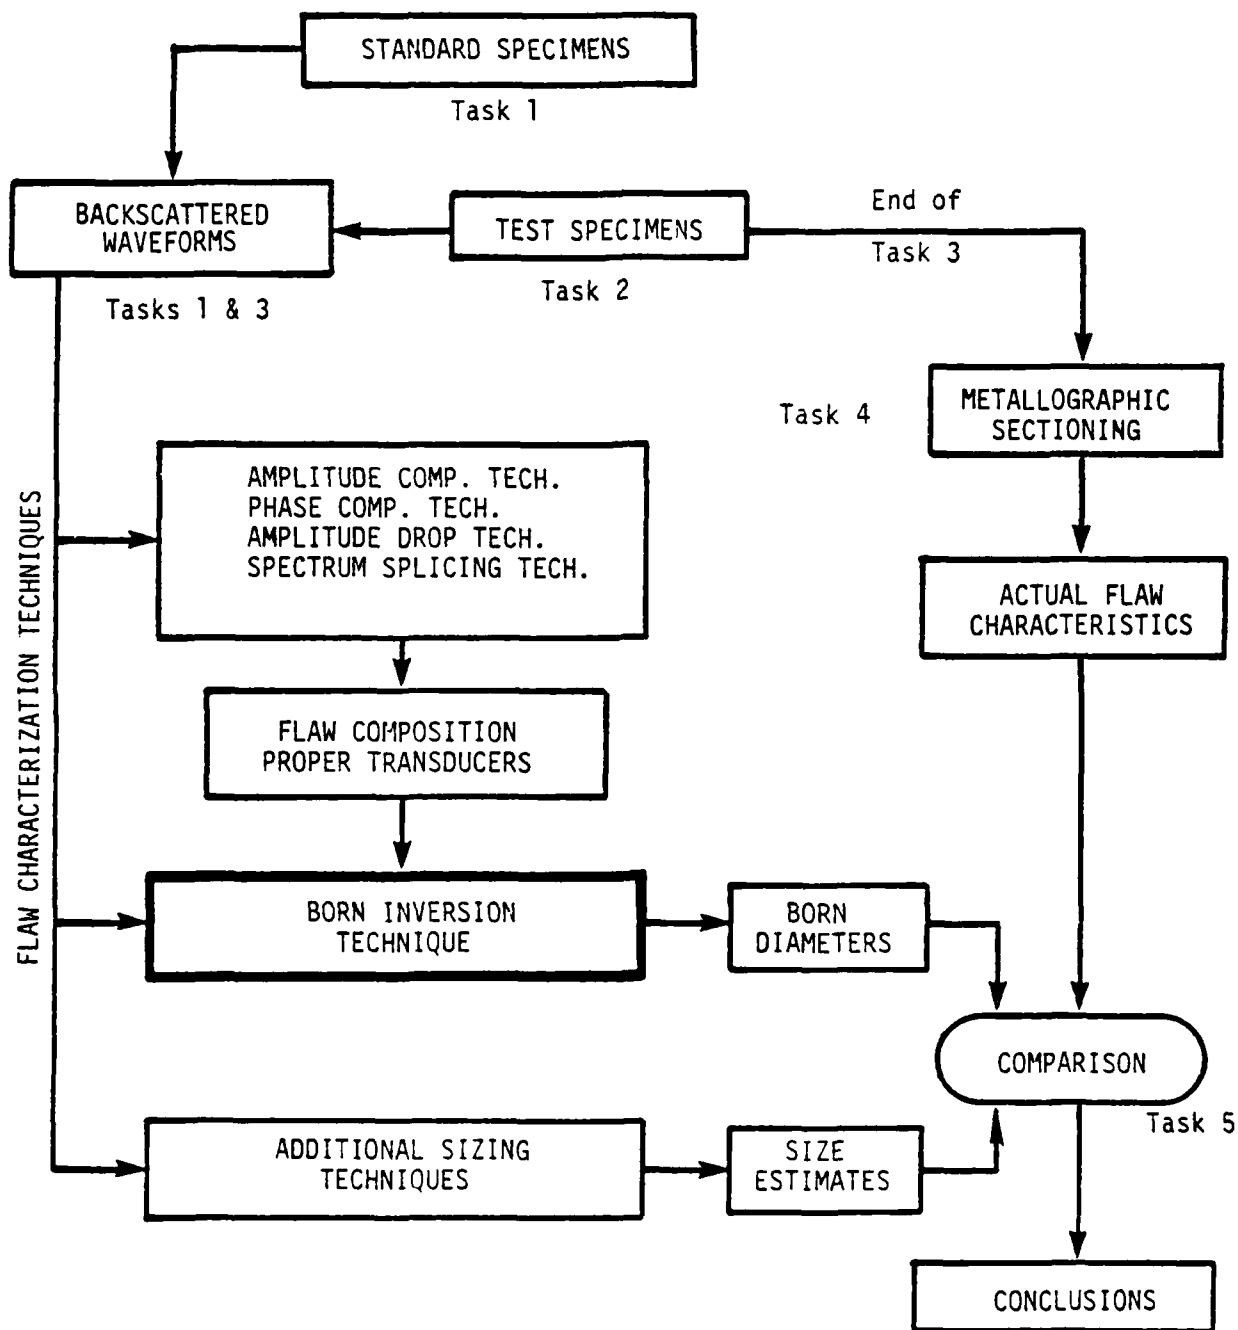 STANDARD SPECIMENS
Task 1
BACKSCATTERED
WAVEFORMS
Tasks 1 & 3
TEST SPECIMENS
Task 2
End of
Task 3
METALLOGRAPHIC
SECTIONING
Task 4
ACTUAL FLAW
CHARACTERISTICS
FLAW CHARACTERIZATION TECHNIQUES
AMPLITUDE COMP. TECH.
PHASE COMP. TECH.
AMPLITUDE DROP TECH.
SPECTRUM SPLICING TECH.
FLAW COMPOSITION
PROPER TRANSDUCERS
BORN INVERSION
TECHNIQUE
BORN
DIAMETERS
COMPARISON
Task 5
ADDITIONAL SIZING
TECHNIQUES
SIZE
ESTIMATES
CONCLUSIONS